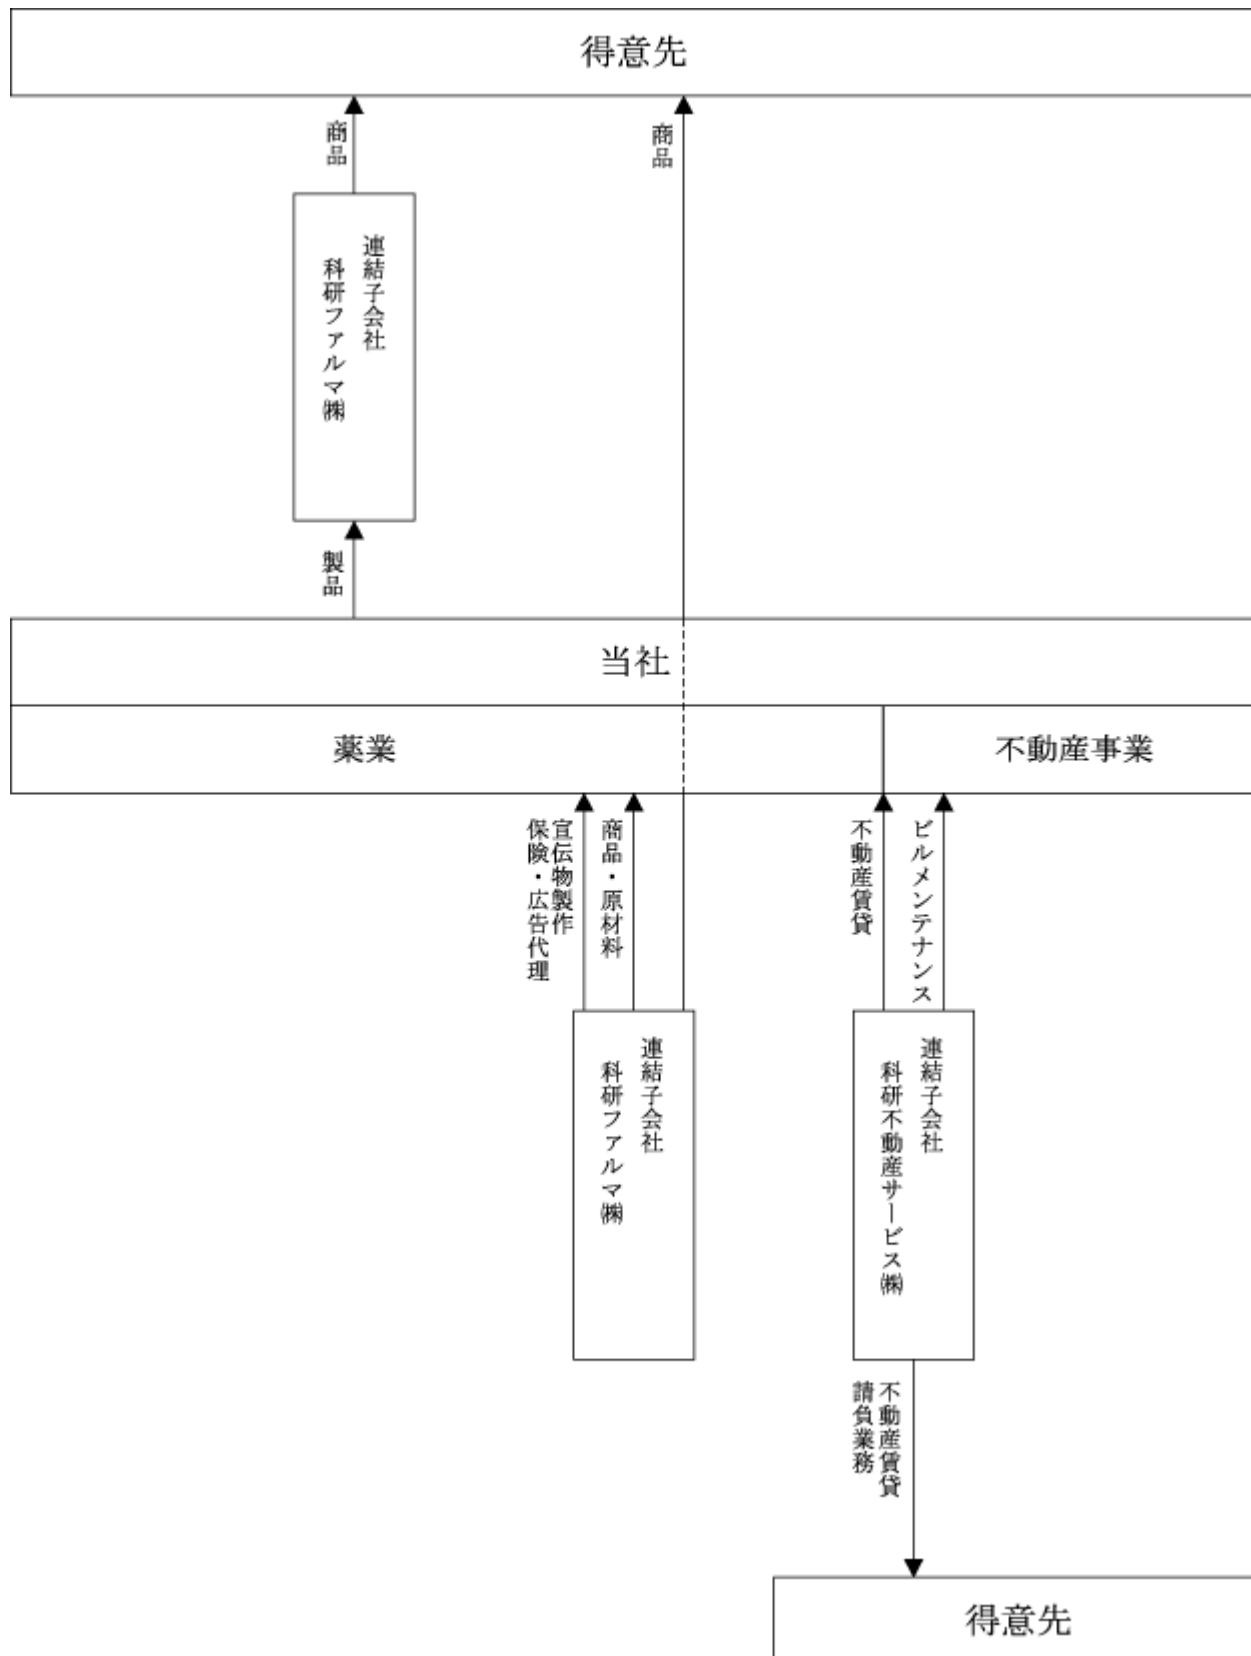 得意先
商品
商品
連結子会社
科研ファルマ㈱
製品
当社
薬業
不動産事業
宣伝物製作
保険・広告代理
商品・原材料
不動産賃貸
ビルメンテナンス
連結子会社
科研ファルマ㈱
連結子会社
科研不動産サービス㈱
不動産賃貸
請負業務
得意先